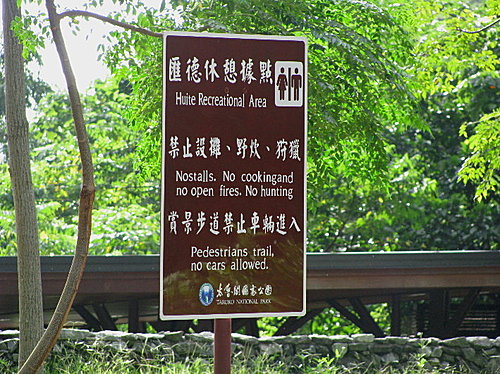 匯德休憩據點
Huite Recreational Area
禁止設攤、野炊、狩獵
Nostalls. No cookingand
no open fires. No hunting
賞景步道禁止車輛進入
Pedestrians trail,
no cars allowed.
太魯閣國家公園
TAROKO NATIONAL PARK